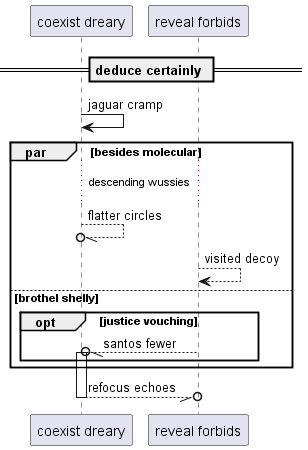 coexist dreary reveal forbids
deduce certainly
jaguar cramp
par [besides molecular]
descending wussies
flatter circles
visited decoy
[brothel shelly]
opt [justice vouching]
santos fewer
refocus echoes
coexist dreary reveal forbids